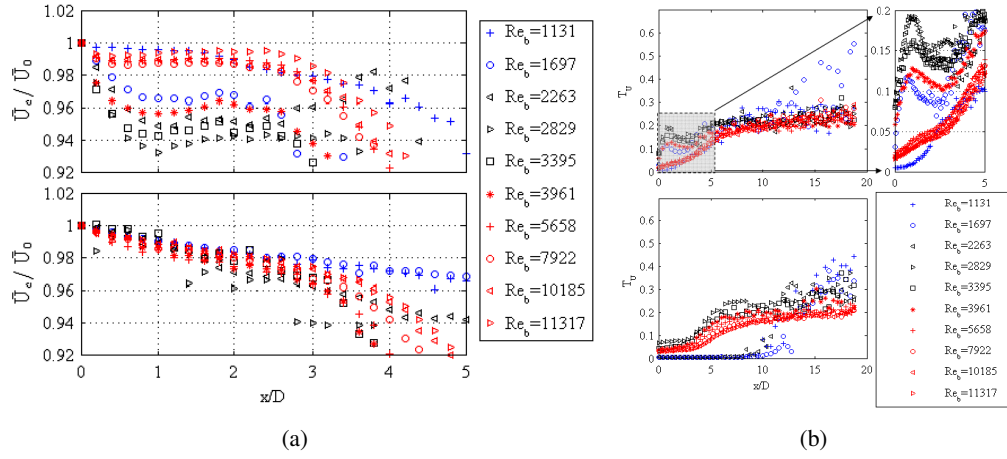 1.02
1
0.98
0.96
0.94
0.92
Ū_c / Ū_0
1.02
1
0.98
0.96
0.94
0.92
Ū_c / Ū_0
0 1 2 3 4 5
x/D
Re_b=1131
Re_b=1697
Re_b=2263
Re_b=2829
Re_b=3395
Re_b=3961
Re_b=5658
Re_b=7922
Re_b=10185
Re_b=11317
(a)
0.6
0.5
0.4
0.3
0.2
0.1
0
T_U
0 5 10 15 20
0.2
0.15
0.1
0.05
0
0 5
0.6
0.5
0.4
0.3
0.2
0.1
0
T_U
0 5 10 15 20
x/D
Re_b=1131
Re_b=1697
Re_b=2263
Re_b=2829
Re_b=3395
Re_b=3961
Re_b=5658
Re_b=7922
Re_b=10185
Re_b=11317
(b)